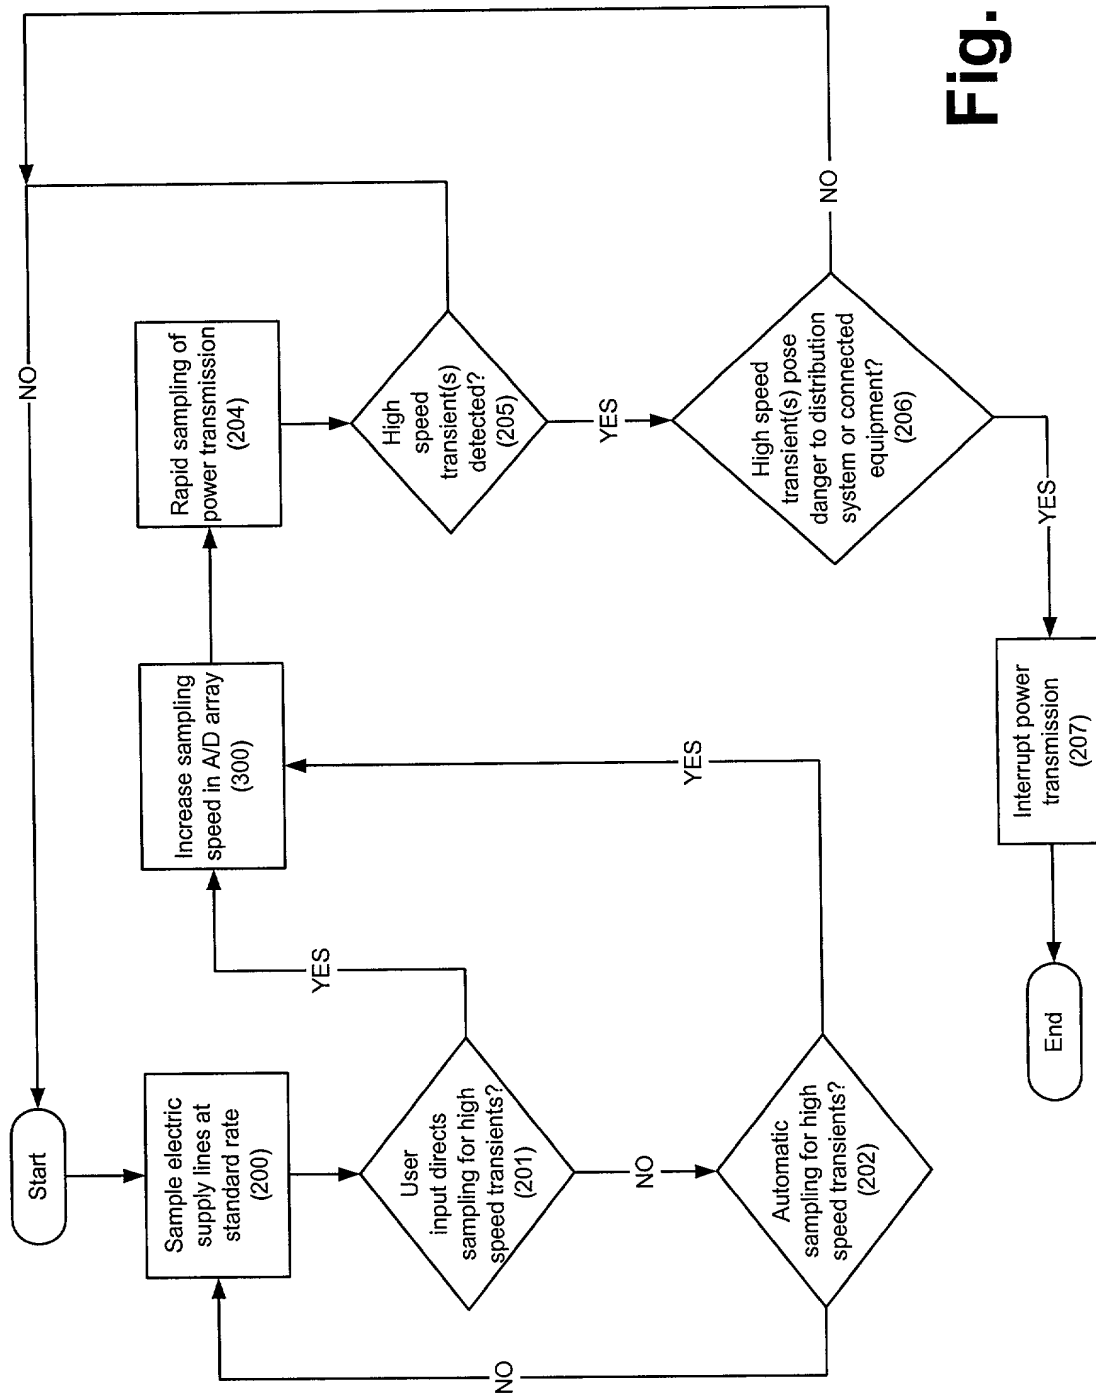 Start
Sample electric
supply lines at
standard rate
(200)
User
input directs
sampling for high
speed transients?
(201)
YES
NO
Automatic
sampling for high
speed transients?
(202)
NO
YES
Increase sampling
speed in A/D array
(300)
Rapid sampling of
power transmission
(204)
High
speed
transient(s)
detected?
(205)
NO
YES
High speed
transient(s) pose
danger to distribution
system or connected
equipment?
(206)
NO
YES
Interrupt power
transmission
(207)
End
Fig.